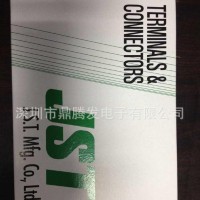 TERMINALS &
CONNECTORS
深圳市鼎腾发电子有限公司
JST
J.S.T. Mfg. Co., Ltd